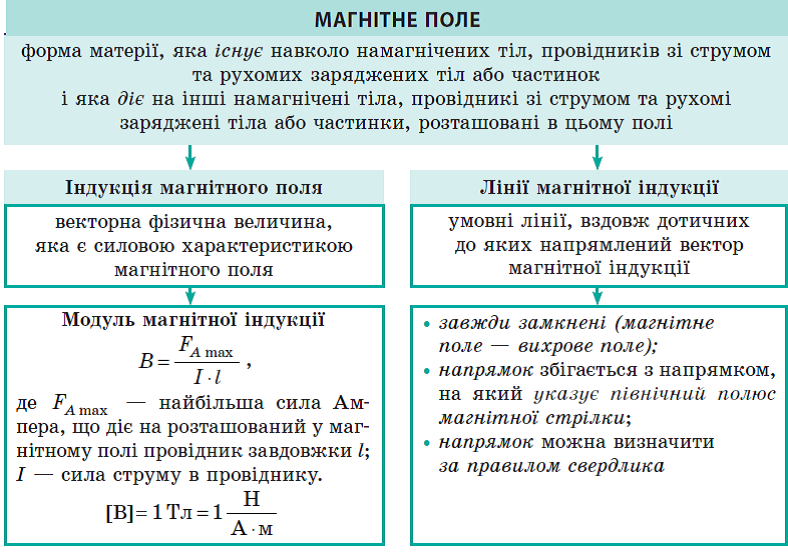 МАГНІТНЕ ПОЛЕ
форма матерії, яка існує навколо намагнічених тіл, провідників зі струмом
та рухомих заряджених тіл або частинок
і яка діє на інші намагнічені тіла, провідникі зі струмом та рухомі
заряджені тіла або частинки, розташовані в цьому полі
Індукція магнітного поля
векторна фізична величина,
яка є силовою характеристикою
магнітного поля
Модуль магнітної індукції
B = F_A max / I · l ,
де F_A max — найбільша сила Ам-
пера, що діє на розташований у маг-
нітному полі провідник завдовжки l;
I — сила струму в провіднику.
[B] = 1 Тл = 1 Н / А · м
Лінії магнітної індукції
умовні лінії, вздовж дотичних
до яких напрямлений вектор
магнітної індукції
• завжди замкнені (магнітне
поле — вихрове поле);
• напрямок збігається з напрямком,
на який указує північний полюс
магнітної стрілки;
• напрямок можна визначити
за правилом свердлика